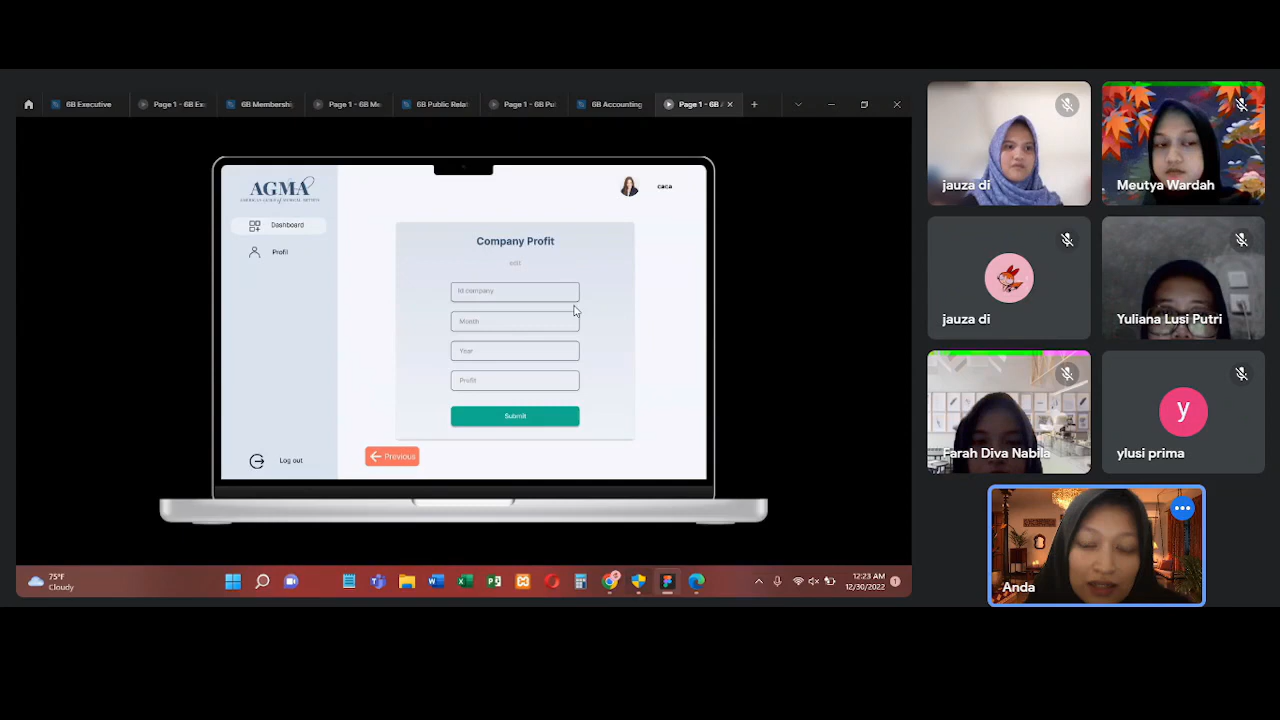 6B Executive
Page 1 - 6B Exe
6B Membershi
Page 1 - 6B Me
6B Public Relat
Page 1 - 6B Pu
6B Accounting
Page 1 - 6B A
AGMA
caca
Dashboard
Profil
Company Profit
edit
Id company
Month
Year
Profit
Submit
Previous
Log out
75°F
Cloudy
12:23 AM
12/30/2022
jauza di
Meutya Wardah
jauza di
Yuliana Lusi Putri
Farah Diva Nabila
y
ylusi prima
Anda